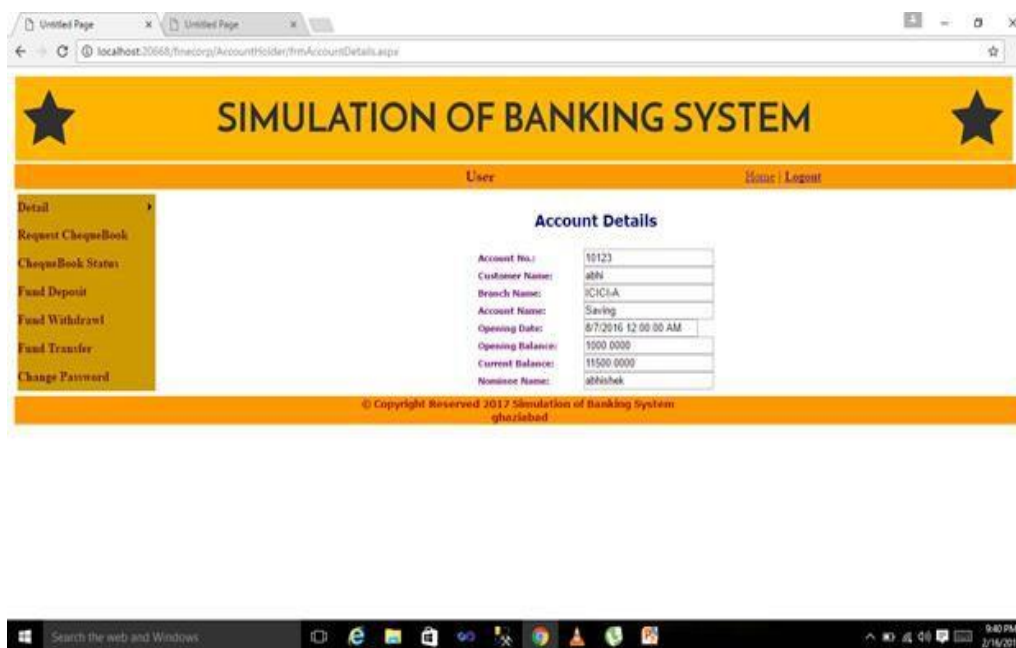 Untitled Page
Untitled Page
localhost:20668/finecorp/AccountHolder/frmAccountDetails.aspx
SIMULATION OF BANKING SYSTEM
User
Home | Logout
Detail
Request ChequeBook
ChequeBook Status
Fund Deposit
Fund Withdrawl
Fund Transfer
Change Password
Account Details
Account No.: 10123
Customer Name: abhi
Branch Name: ICICI-A
Account Name: Saving
Opening Date: 8/7/2016 12:00:00 AM
Opening Balance: 1000.0000
Current Balance: 11500.0000
Nominee Name: abhishek
© Copyright Reserved 2017 Simulation of Banking System
ghaziabad
Search the web and Windows
9:40 PM
2/16/201